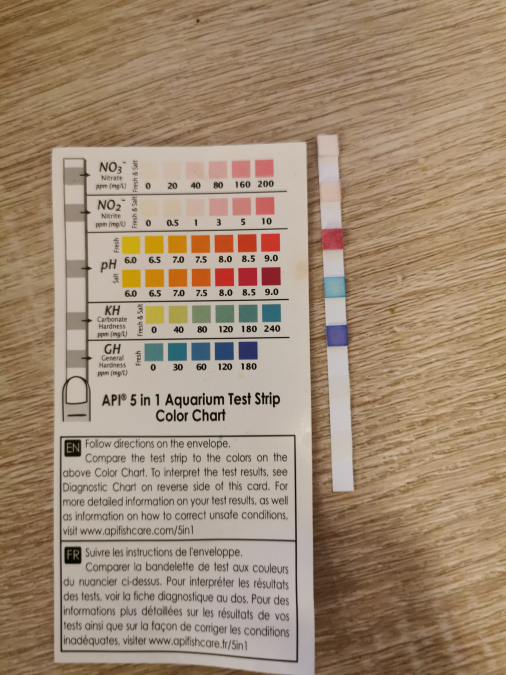 NO3-
Nitrate
ppm (mg/L)
Fresh & Salt
0 20 40 80 160 200
NO2-
Nitrite
ppm (mg/L)
Fresh & Salt
0 0.5 1 3 5 10
pH
Fresh
6.0 6.5 7.0 7.5 8.0 8.5 9.0
Salt
6.0 6.5 7.0 7.5 8.0 8.5 9.0
KH
Carbonate
Hardness
ppm (mg/L)
Fresh & Salt
0 40 80 120 180 240
GH
General
Hardness
ppm (mg/L)
Fresh
0 30 60 120 180
API® 5 in 1 Aquarium Test Strip
Color Chart
EN Follow directions on the envelope.
Compare the test strip to the colors on the
above Color Chart. To interpret the test results, see
Diagnostic Chart on reverse side of this card. For
more detailed information on your test results, as well
as information on how to correct unsafe conditions,
visit www.apifishcare.com/5in1
FR Suivre les instructions de l'enveloppe.
Comparer la bandelette de test aux couleurs
du nuancier ci-dessus. Pour interpréter les résultats
des tests, voir la fiche diagnostique au dos. Pour des
informations plus détaillées sur les résultats de vos
tests ainsi que sur la façon de corriger les conditions
inadéquates, visiter www.apifishcare.fr/5in1